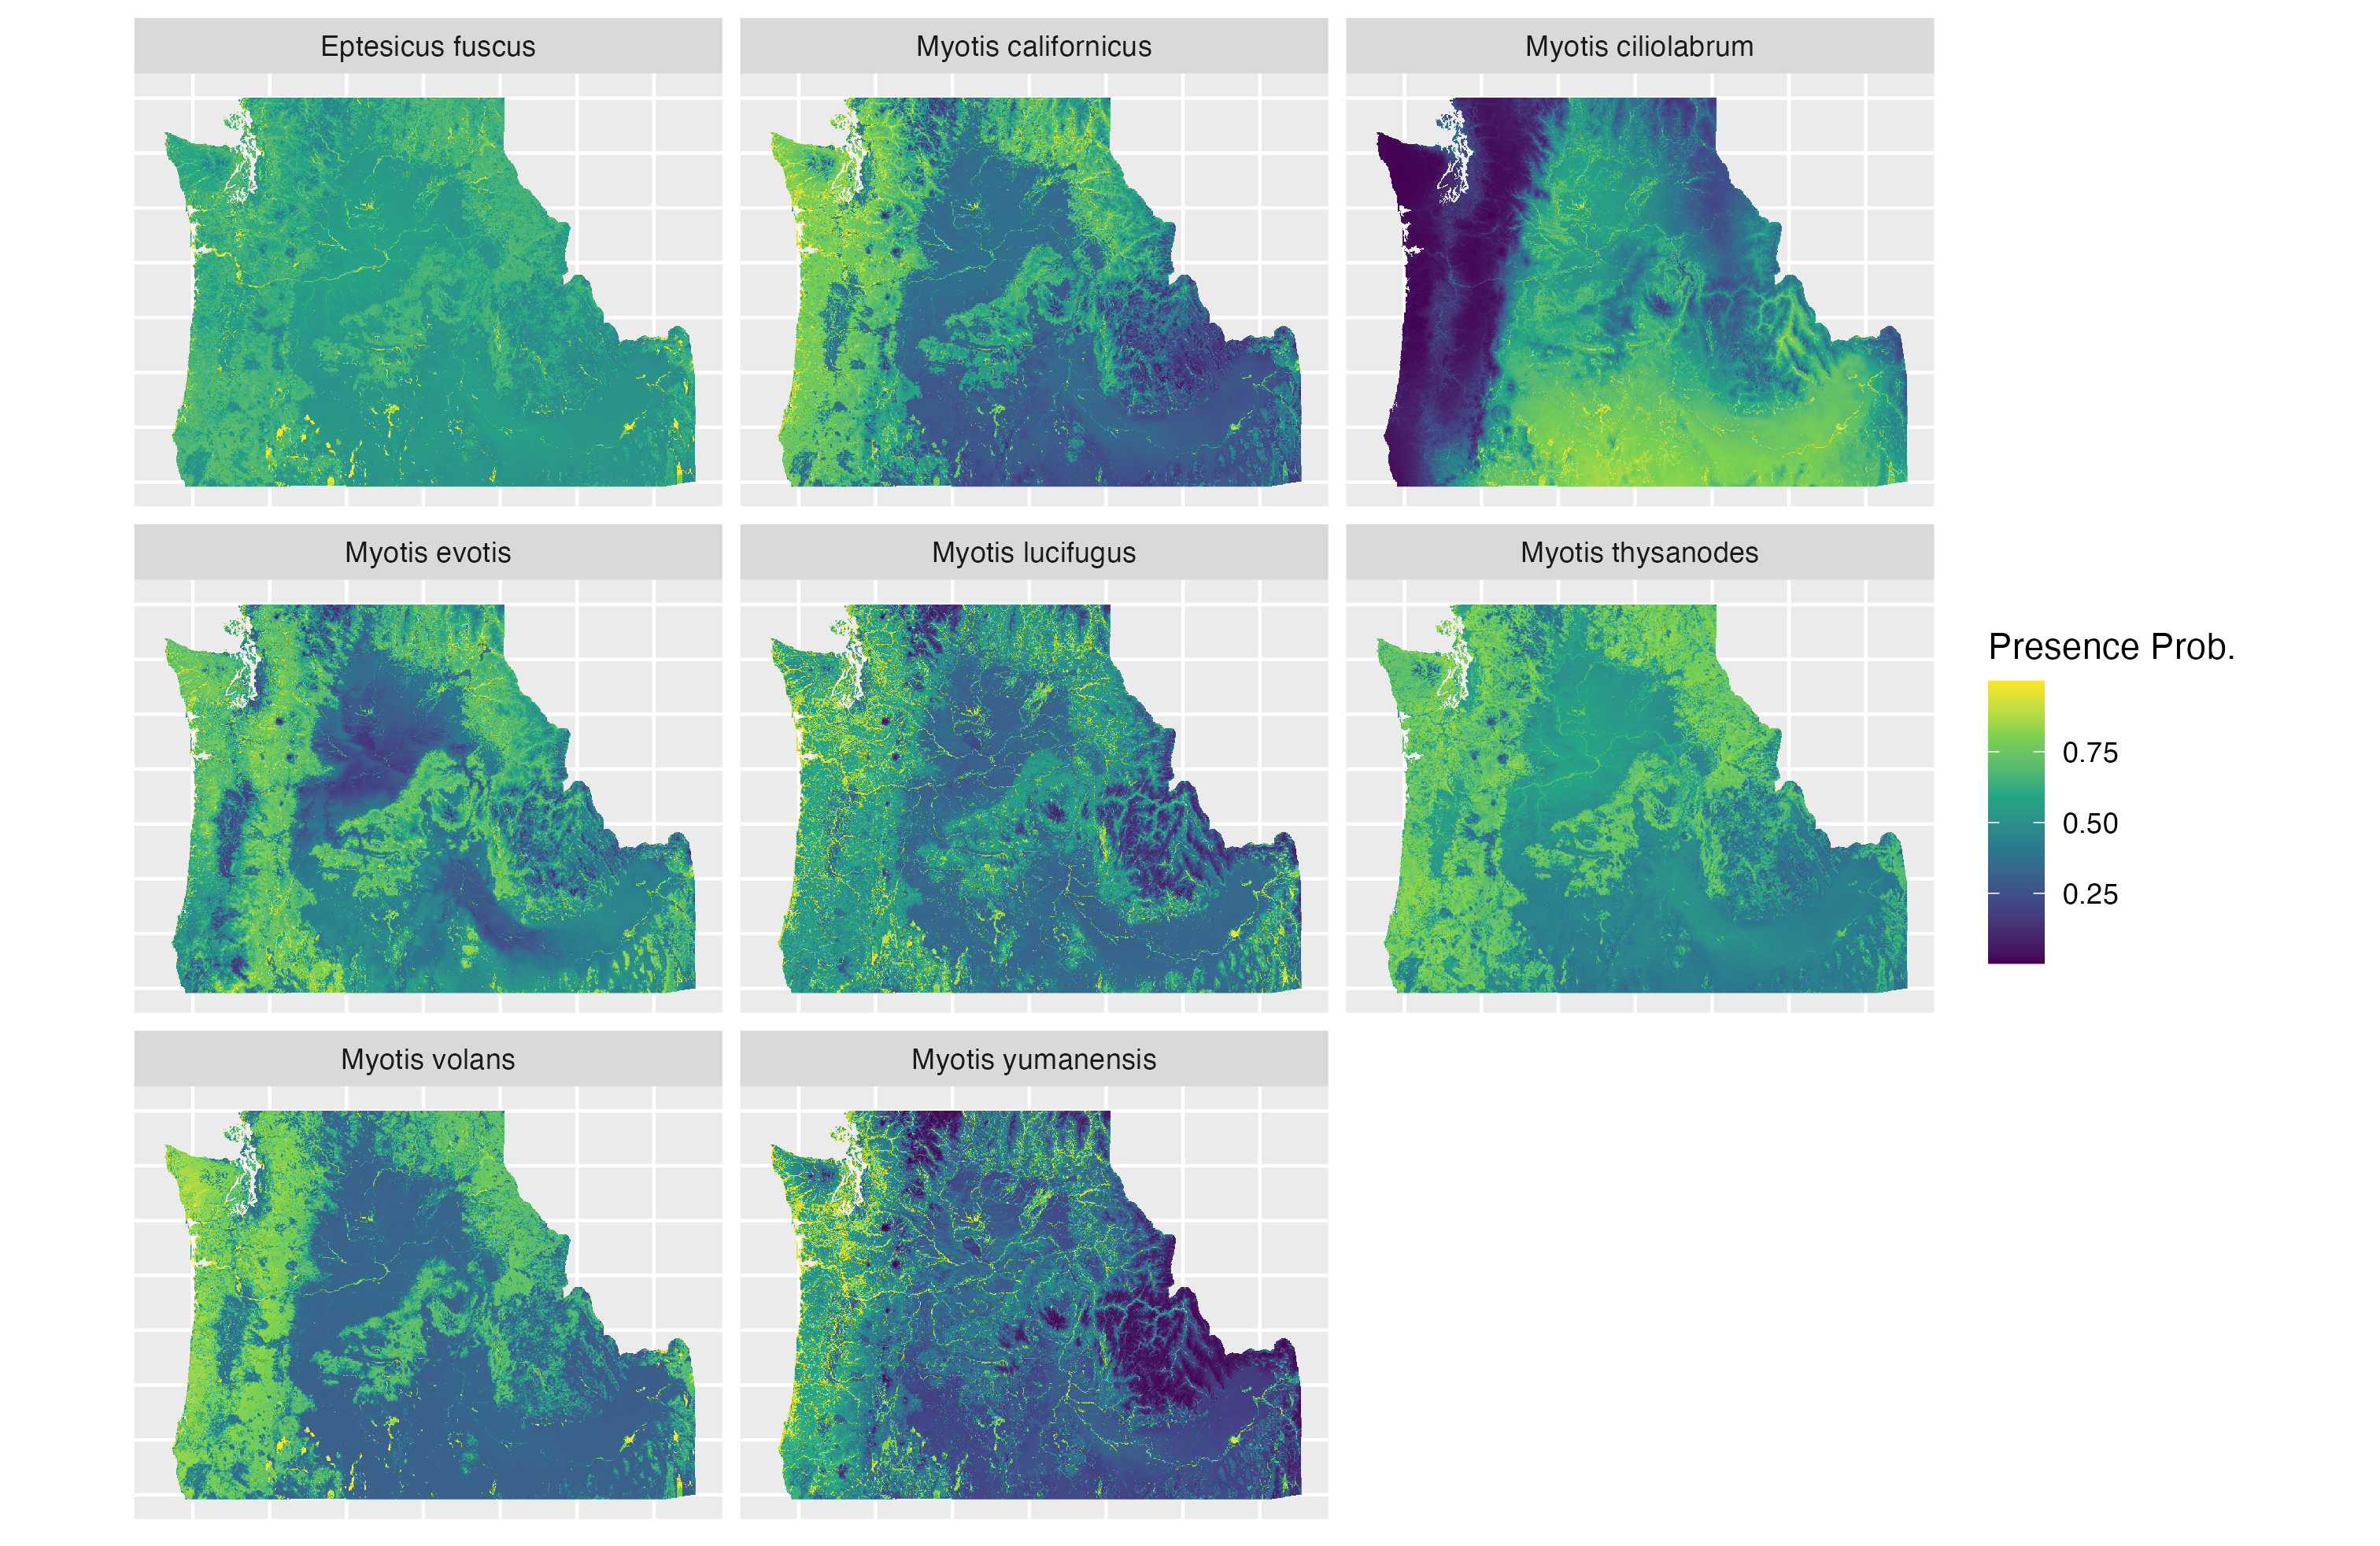 Eptesicus fuscus
Myotis californicus
Myotis ciliolabrum
Myotis evotis
Myotis lucifugus
Myotis thysanodes
Presence Prob.
0.75
0.50
0.25
Myotis volans
Myotis yumanensis